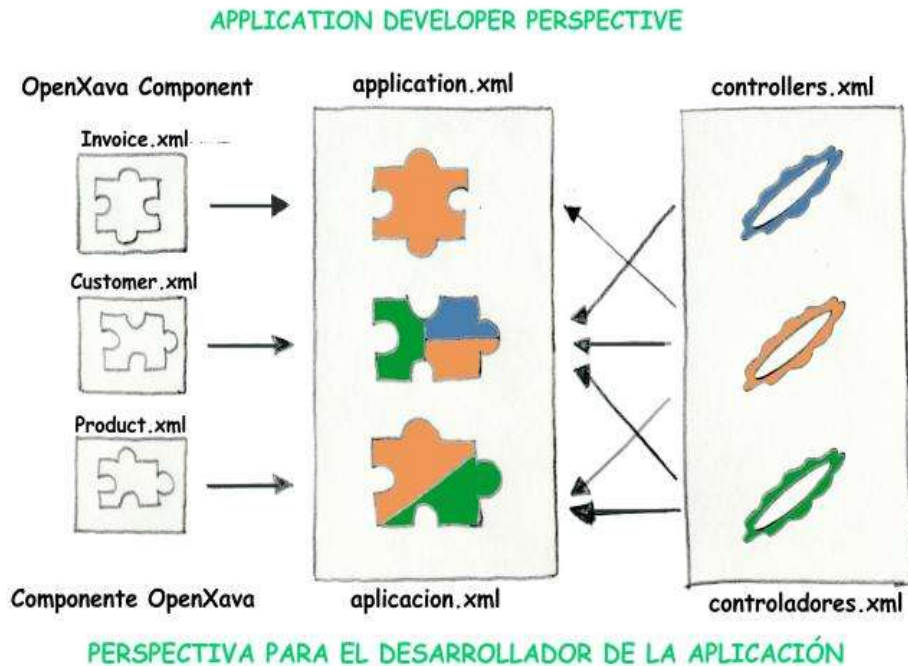 APPLICATION DEVELOPER PERSPECTIVE
OpenXava Component
application.xml
controllers.xml
Invoice.xml
Customer.xml
Product.xml
Componente OpenXava
aplicacion.xml
controladores.xml
PERSPECTIVA PARA EL DESARROLLADOR DE LA APLICACIÓN